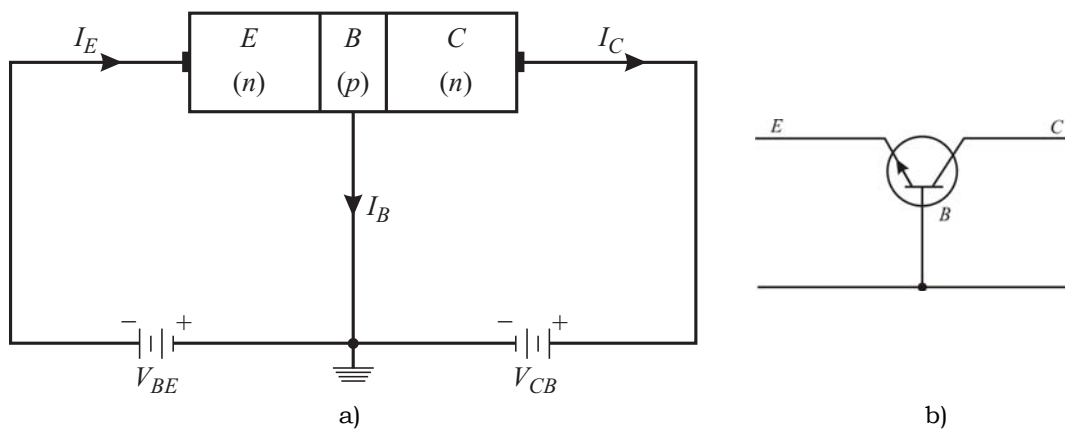 I_E
E
B
C
I_C
(n)
(p)
(n)
I_B
E
C
B
− +
− +
V_BE
V_CB
a)
b)